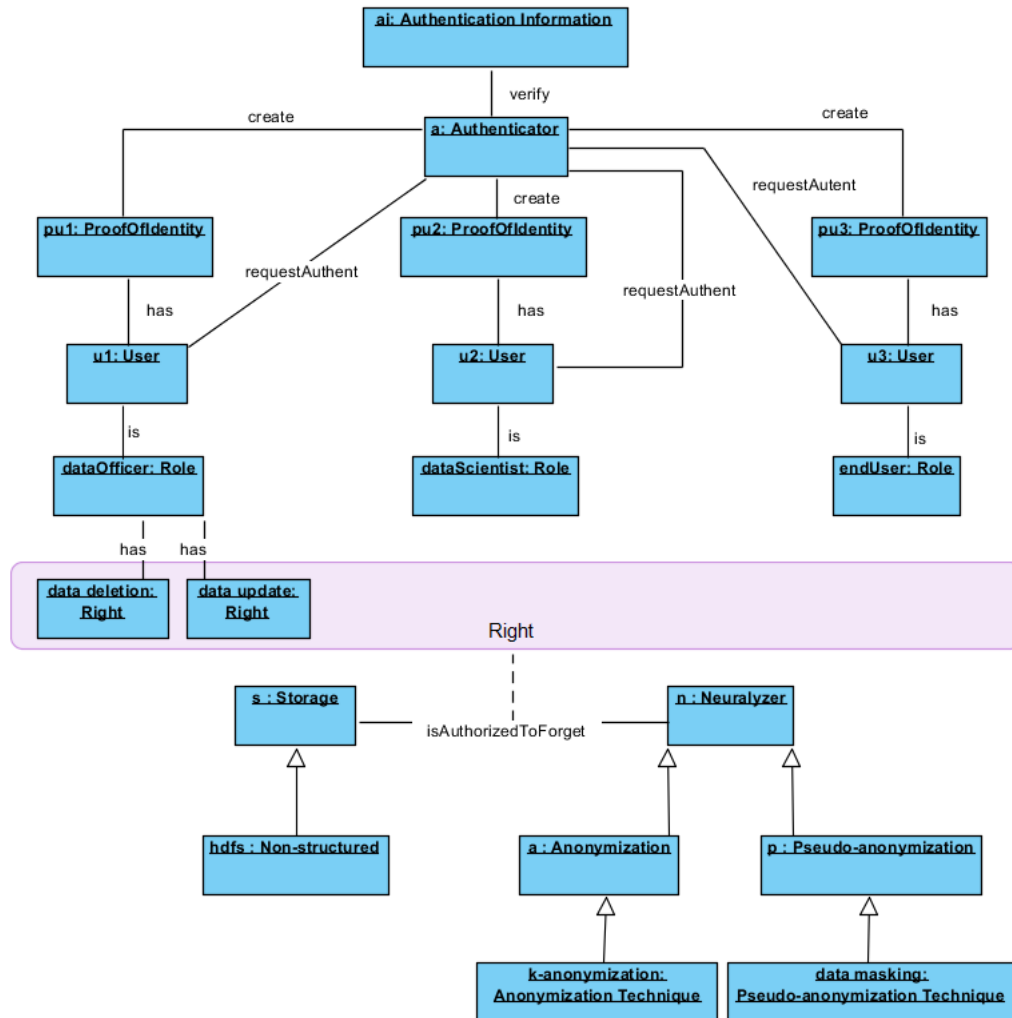 ai: Authentication Information
verify
create
create
a: Authenticator
requestAutent
create
pu1: ProofOfIdentity
pu2: ProofOfIdentity
pu3: ProofOfIdentity
requestAuthent
requestAuthent
has
has
has
u1: User
u2: User
u3: User
is
is
is
dataOfficer: Role
dataScientist: Role
endUser: Role
has
has
data deletion:
Right
data update:
Right
Right
s : Storage
n : Neuralyzer
isAuthorizedToForget
hdfs : Non-structured
a : Anonymization
p : Pseudo-anonymization
k-anonymization:
Anonymization Technique
data masking:
Pseudo-anonymization Technique